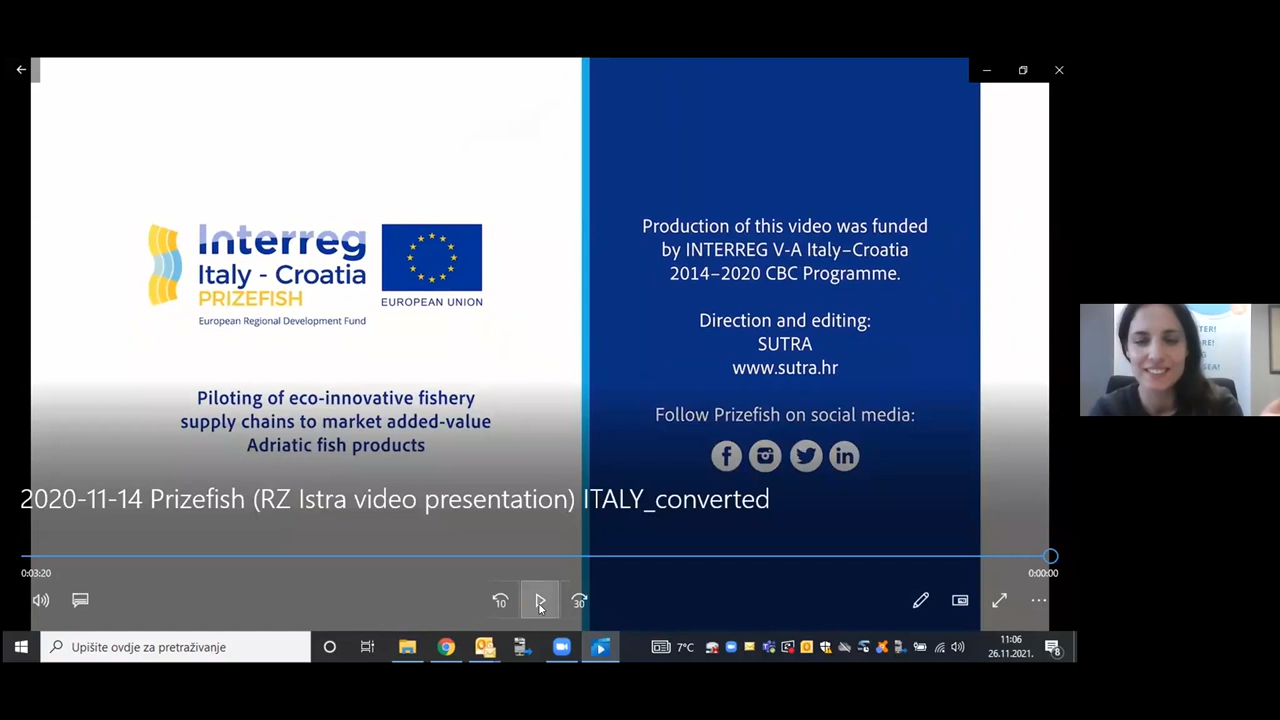 Interreg
Italy - Croatia
PRIZEFISH
European Regional Development Fund
EUROPEAN UNION
Piloting of eco-innovative fishery
supply chains to market added-value
Adriatic fish products
Production of this video was funded
by INTERREG V-A Italy–Croatia
2014–2020 CBC Programme.
Direction and editing:
SUTRA
www.sutra.hr
Follow Prizefish on social media:
2020-11-14 Prizefish (RZ Istra video presentation) ITALY_converted
0:03:20
0:00:00
10
30
Upišite ovdje za pretraživanje
7°C
11:06
26.11.2021.
8